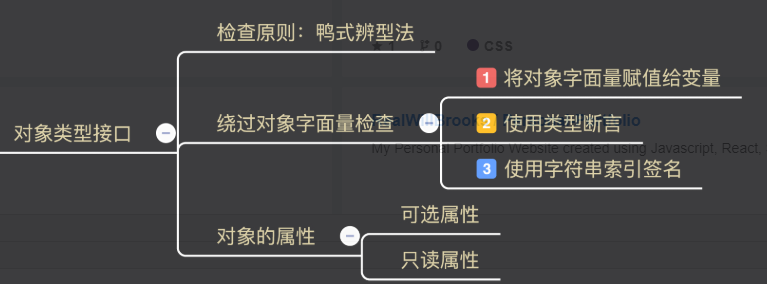 检查原则：鸭式辨型法
1
CSS
1 将对象字面量赋值给变量
对象类型接口
绕过对象字面量检查
2 使用类型断言
My Personal Portfolio Website created using Javascript, React,
3 使用字符串索引签名
可选属性
对象的属性
只读属性